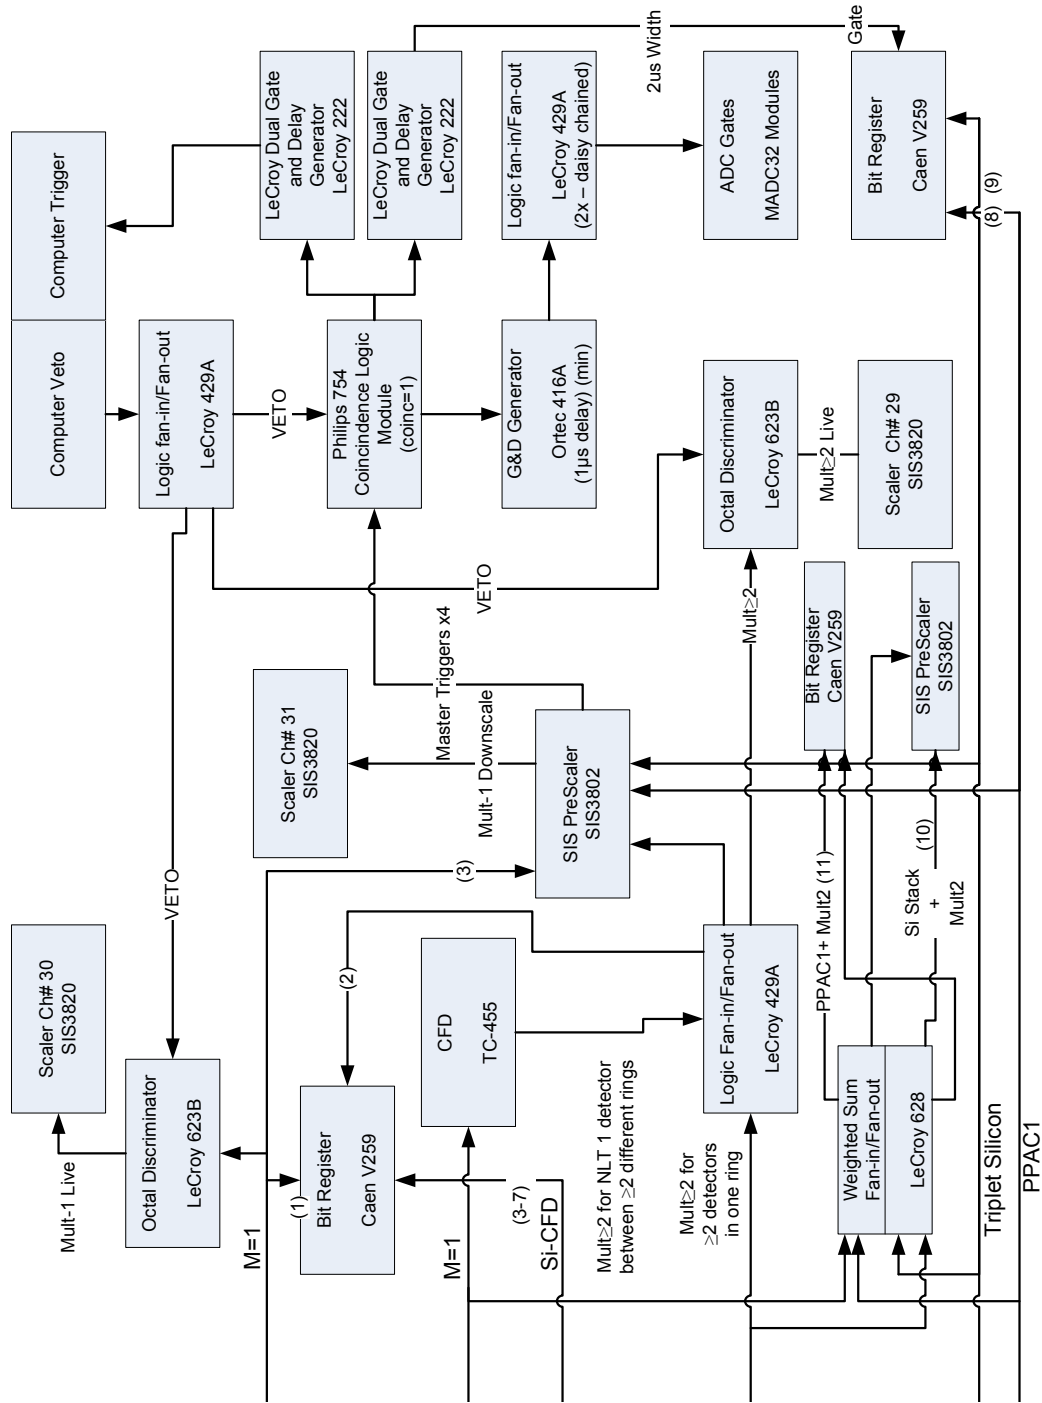 Computer Veto
Computer Trigger
Logic fan-in/Fan-out
LeCroy 429A
LeCroy Dual Gate
and Delay
Generator
LeCroy 222
LeCroy Dual Gate
and Delay
Generator
LeCroy 222
VETO
Philips 754
Coincindence Logic
Module
(coinc=1)
G&D Generator
Ortec 416A
(1µs delay) (min)
Logic fan-in/Fan-out
LeCroy 429A
(2x – daisy chained)
ADC Gates
MADC32 Modules
2us Width
Gate
Bit Register
Caen V259
(8)
(9)
Octal Discriminator
LeCroy 623B
Mult≥2 Live
Scaler Ch# 29
SIS3820
VETO
VETO
Master Triggers x4
Scaler Ch# 31
SIS3820
Mult-1 Downscale
SIS PreScaler
SIS3802
Mult≥2
Bit Register
Caen V259
SIS PreScaler
SIS3802
Scaler Ch# 30
SIS3820
Mult-1 Live
Octal Discriminator
LeCroy 623B
(3)
(2)
M=1
(1)
Bit Register
Caen V259
CFD
TC-455
M=1
(3-7)
Si-CFD
Mult≥2 for NLT 1 detector
between ≥2 different rings
Logic Fan-in/Fan-out
LeCroy 429A
Mult≥2 for
≥2 detectors
in one ring
PPAC1+ Mult2 (11)
Si Stack
+
Mult2
(10)
Weighted Sum
Fan-in/Fan-out
LeCroy 628
Triplet Silicon
PPAC1